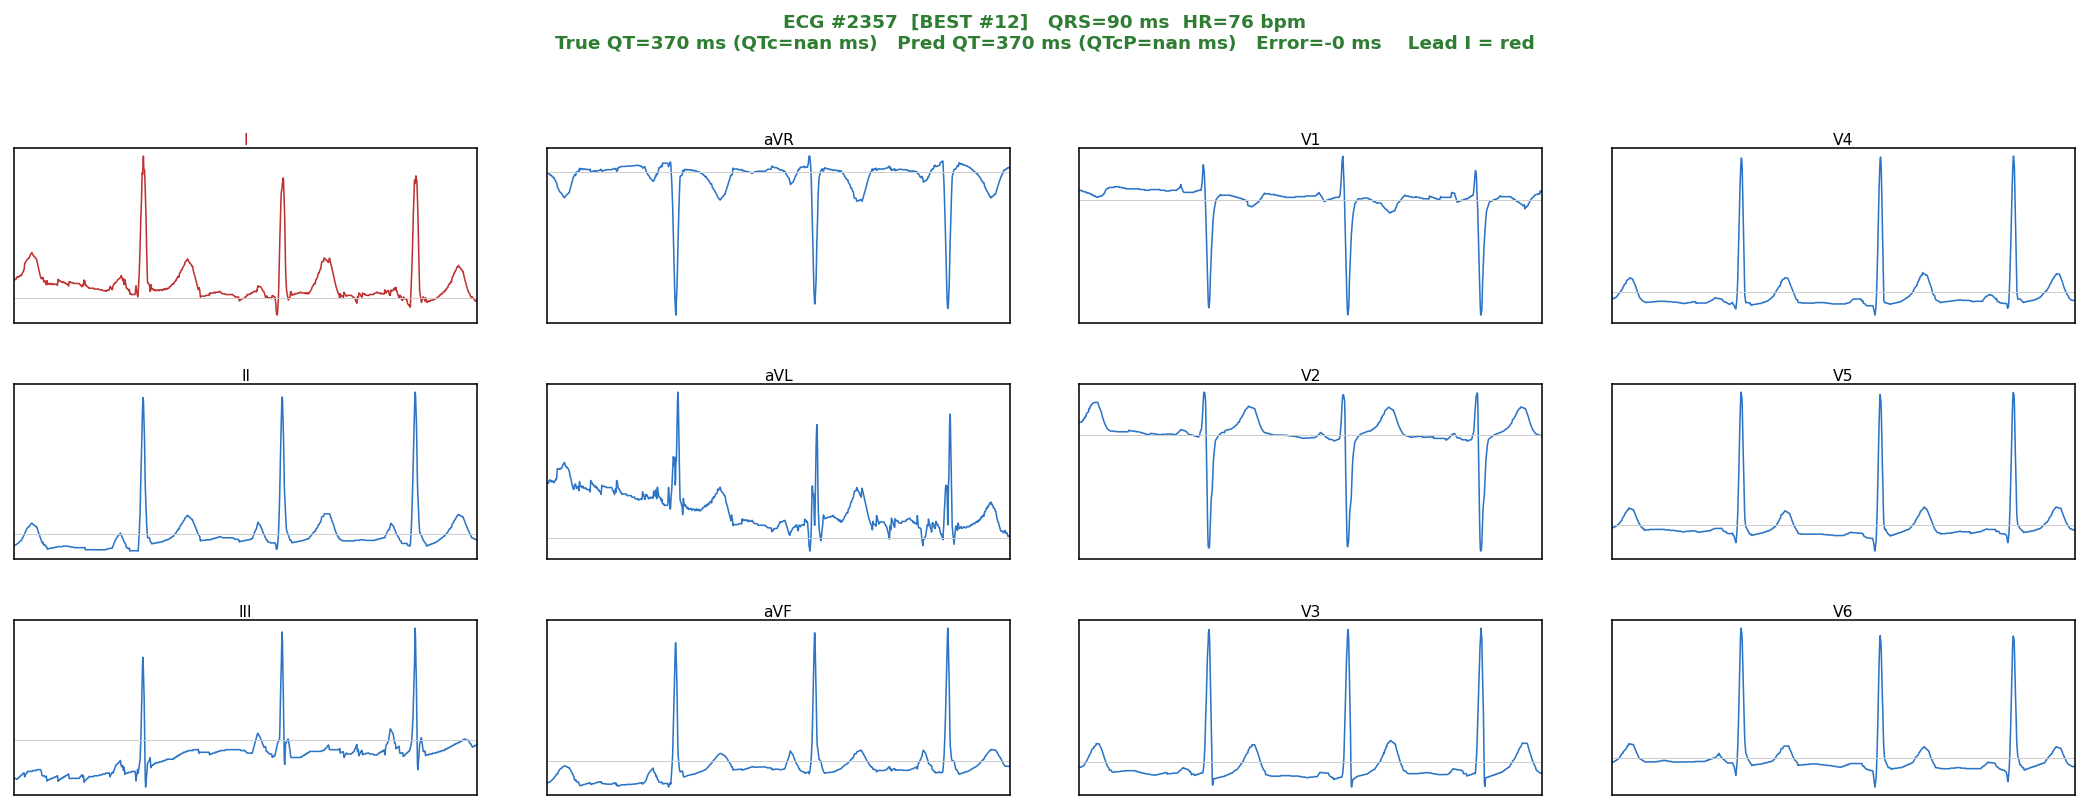 ECG #2357  [BEST #12]   QRS=90 ms  HR=76 bpm
True QT=370 ms (QTc=nan ms)   Pred QT=370 ms (QTcP=nan ms)   Error=-0 ms    Lead I = red
I
aVR
V1
V4
II
aVL
V2
V5
III
aVF
V3
V6